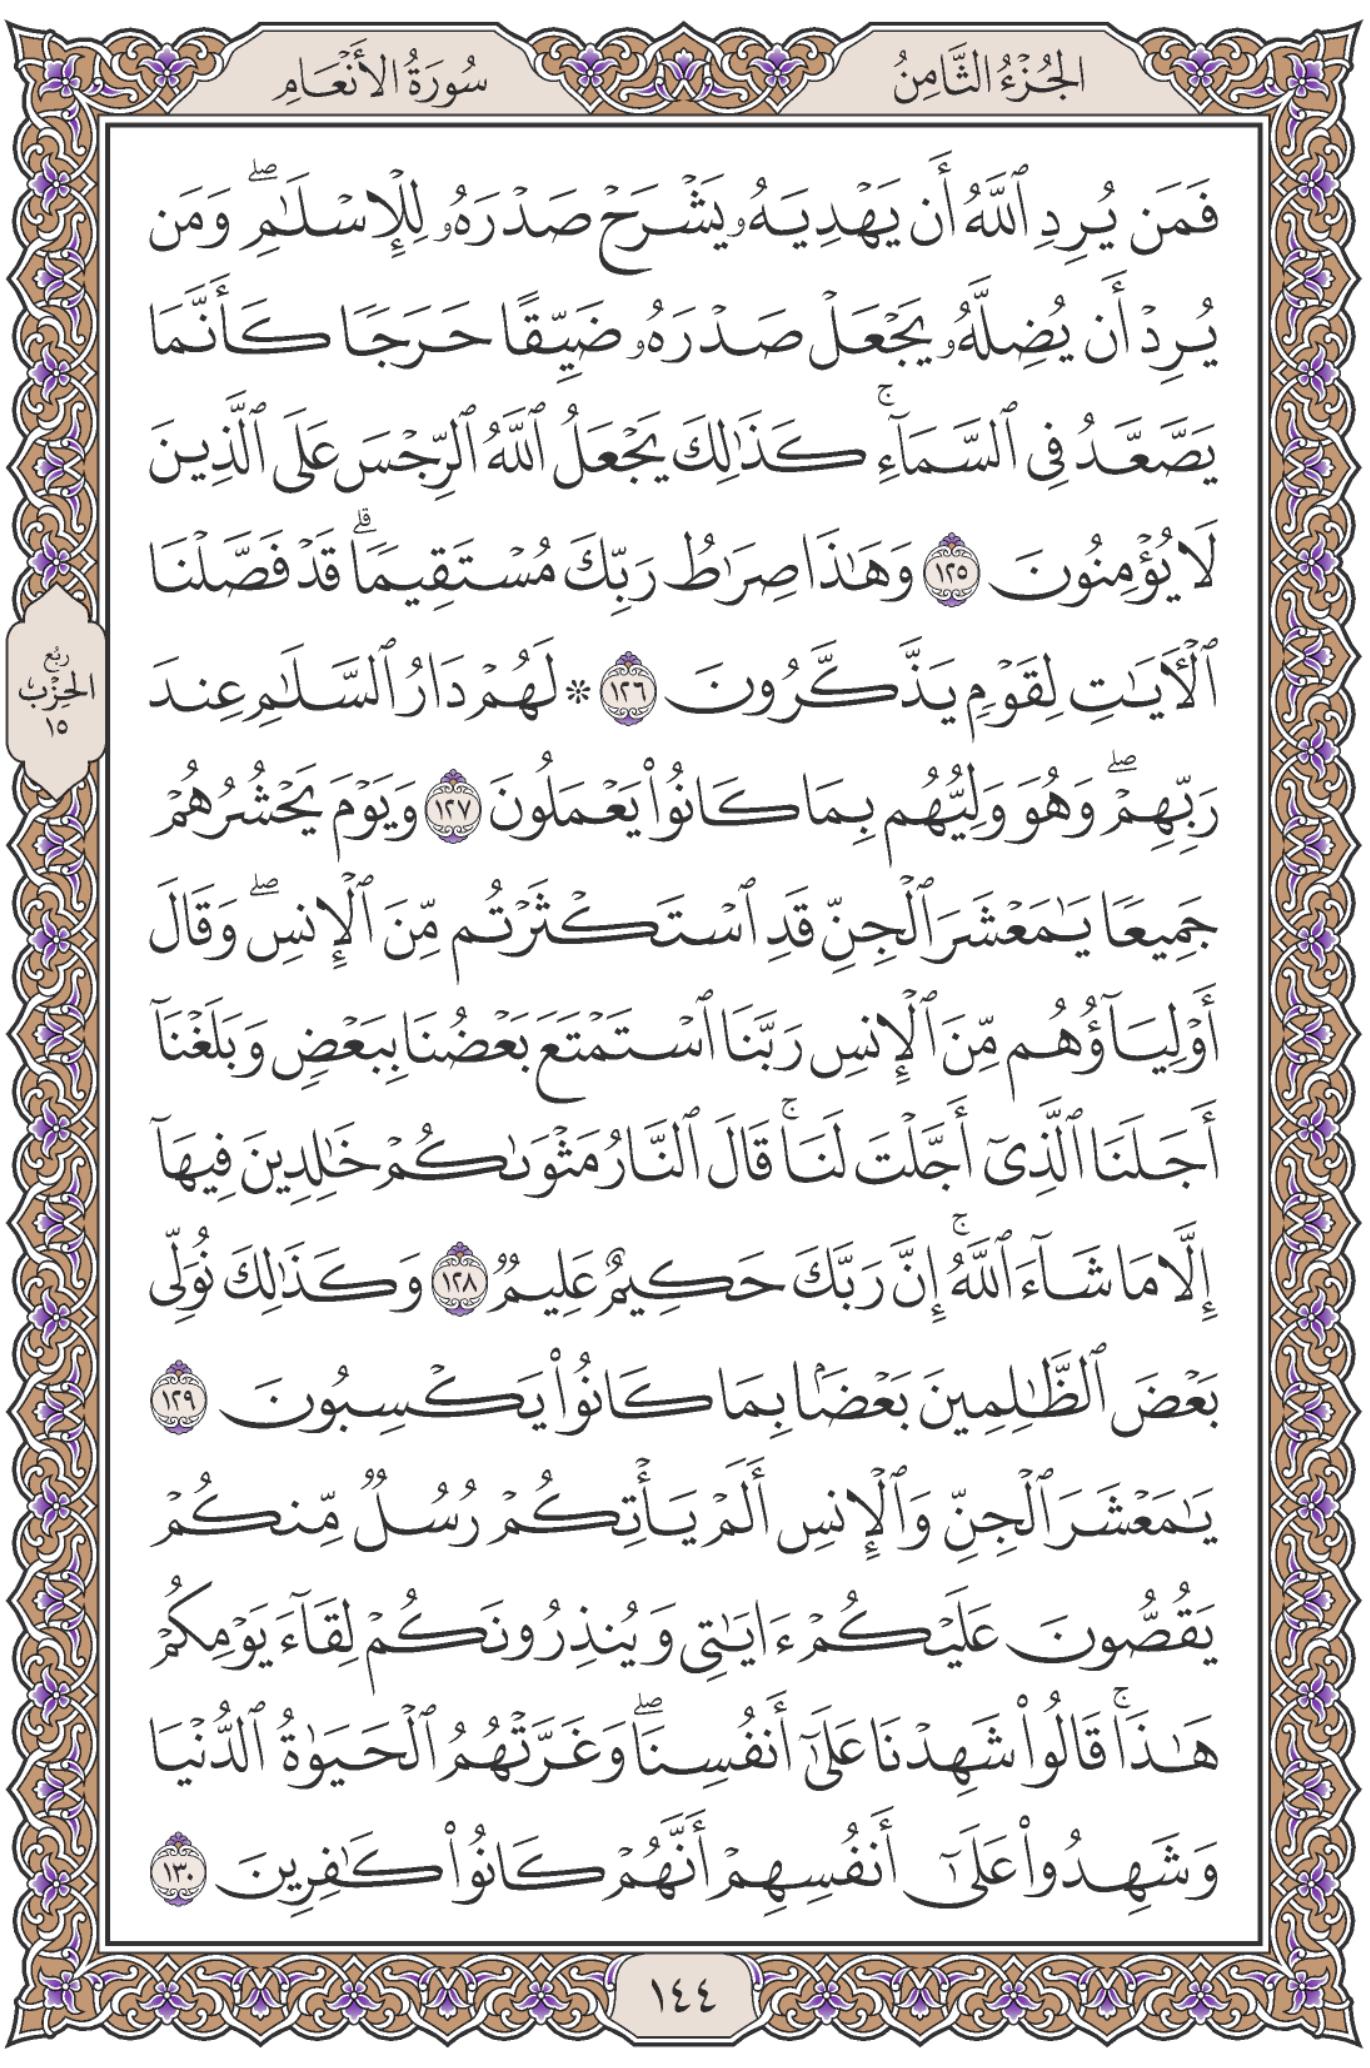 الجُزْءُ الثَّامِنُ
سُورَةُ الأَنْعَامِ
فَمَن يُرِدِ ٱللَّهُ أَن يَهْدِيَهُۥ يَشْرَحْ صَدْرَهُۥ لِلْإِسْلَٰمِۖ وَمَن
يُرِدْ أَن يُضِلَّهُۥ يَجْعَلْ صَدْرَهُۥ ضَيِّقًا حَرَجًا كَأَنَّمَا
يَصَّعَّدُ فِى ٱلسَّمَآءِۚ كَذَٰلِكَ يَجْعَلُ ٱللَّهُ ٱلرِّجْسَ عَلَى ٱلَّذِينَ
لَا يُؤْمِنُونَ ١٢٥ وَهَٰذَا صِرَٰطُ رَبِّكَ مُسْتَقِيمًاۗ قَدْ فَصَّلْنَا
ٱلْأٓيَٰتِ لِقَوْمٍ يَذَّكَّرُونَ ١٢٦ ۞ لَهُمْ دَارُ ٱلسَّلَٰمِ عِندَ
رَبِّهِمْۖ وَهُوَ وَلِيُّهُم بِمَا كَانُوا۟ يَعْمَلُونَ ١٢٧ وَيَوْمَ يَحْشُرُهُمْ
جَمِيعًا يَٰمَعْشَرَ ٱلْجِنِّ قَدِ ٱسْتَكْثَرْتُم مِّنَ ٱلْإِنسِۖ وَقَالَ
أَوْلِيَآؤُهُم مِّنَ ٱلْإِنسِ رَبَّنَا ٱسْتَمْتَعَ بَعْضُنَا بِبَعْضٍ وَبَلَغْنَآ
أَجَلَنَا ٱلَّذِىٓ أَجَّلْتَ لَنَاۚ قَالَ ٱلنَّارُ مَثْوَىٰكُمْ خَٰلِدِينَ فِيهَآ
إِلَّا مَا شَآءَ ٱللَّهُۚ إِنَّ رَبَّكَ حَكِيمٌ عَلِيمٌ ١٢٨ وَكَذَٰلِكَ نُوَلِّى
بَعْضَ ٱلظَّٰلِمِينَ بَعْضًۢا بِمَا كَانُوا۟ يَكْسِبُونَ ١٢٩
يَٰمَعْشَرَ ٱلْجِنِّ وَٱلْإِنسِ أَلَمْ يَأْتِكُمْ رُسُلٌ مِّنكُمْ
يَقُصُّونَ عَلَيْكُمْ ءَايَٰتِى وَيُنذِرُونَكُمْ لِقَآءَ يَوْمِكُمْ
هَٰذَاۚ قَالُوا۟ شَهِدْنَا عَلَىٰٓ أَنفُسِنَاۖ وَغَرَّتْهُمُ ٱلْحَيَوٰةُ ٱلدُّنْيَا
وَشَهِدُوا۟ عَلَىٰٓ أَنفُسِهِمْ أَنَّهُمْ كَانُوا۟ كَٰفِرِينَ ١٣٠
رُبُع
الحِزْب
١٥
١٤٤